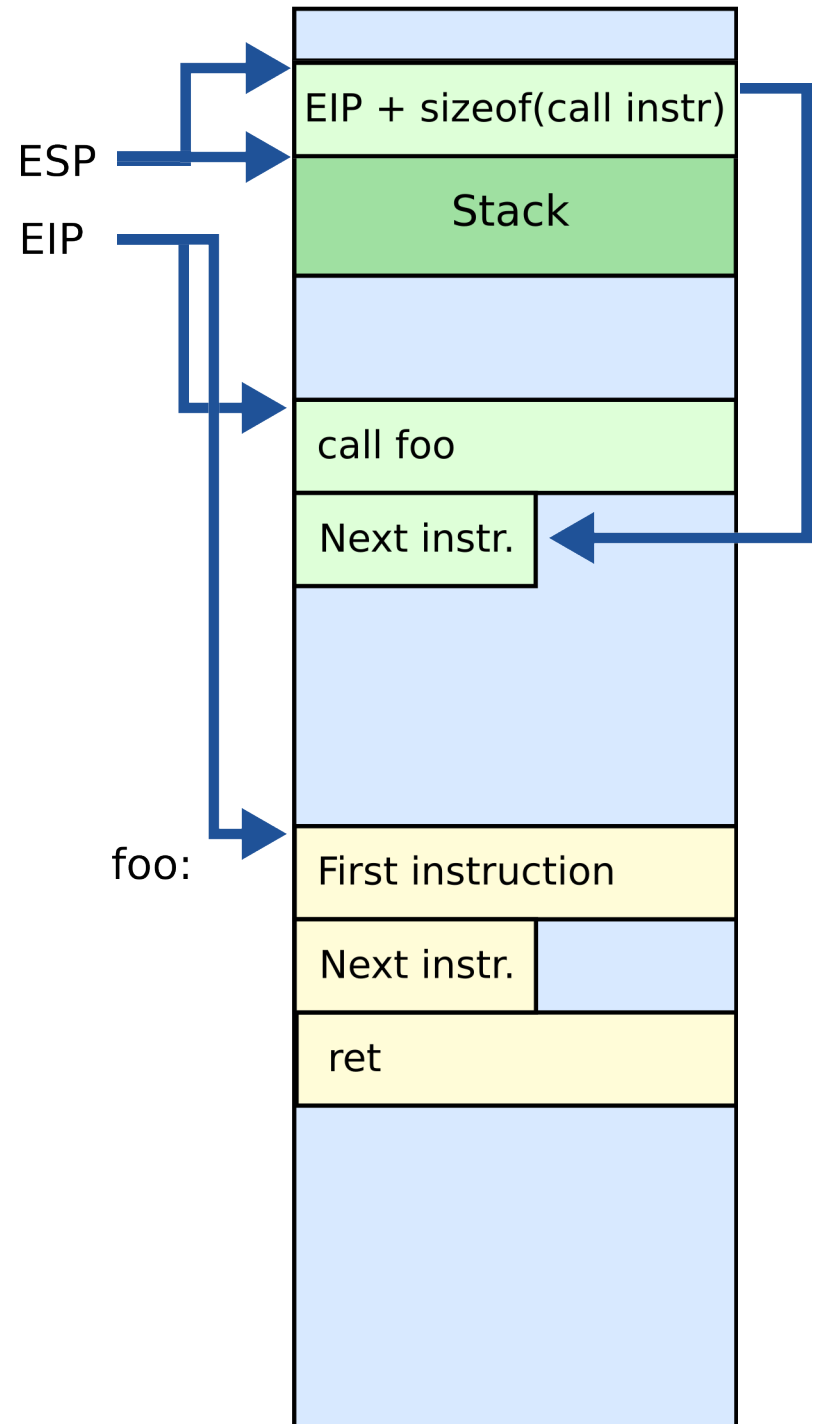 EIP + sizeof(call instr)
ESP
Stack
EIP
call foo
Next instr.
foo:
First instruction
Next instr.
ret